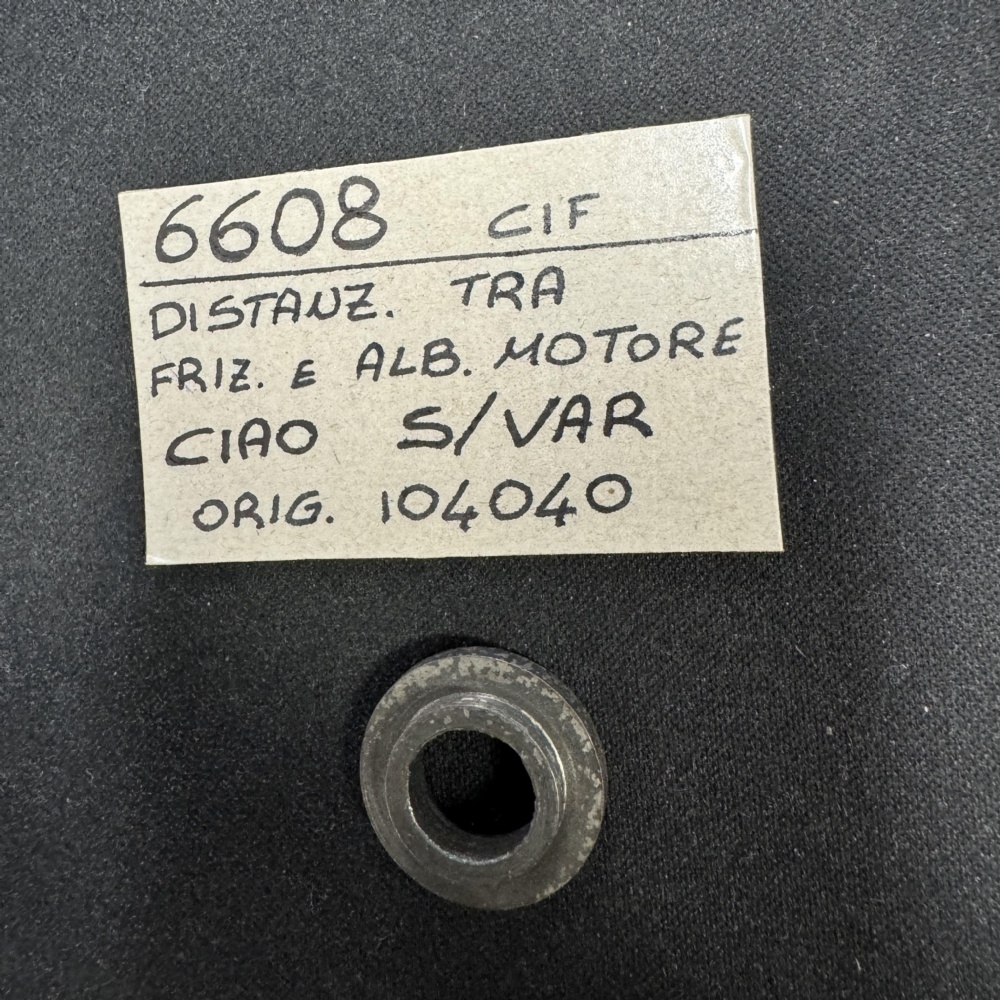 6608 CIF
DISTANZ. TRA
FRIZ. E ALB. MOTORE
CIAO S/VAR
ORIG. 104040